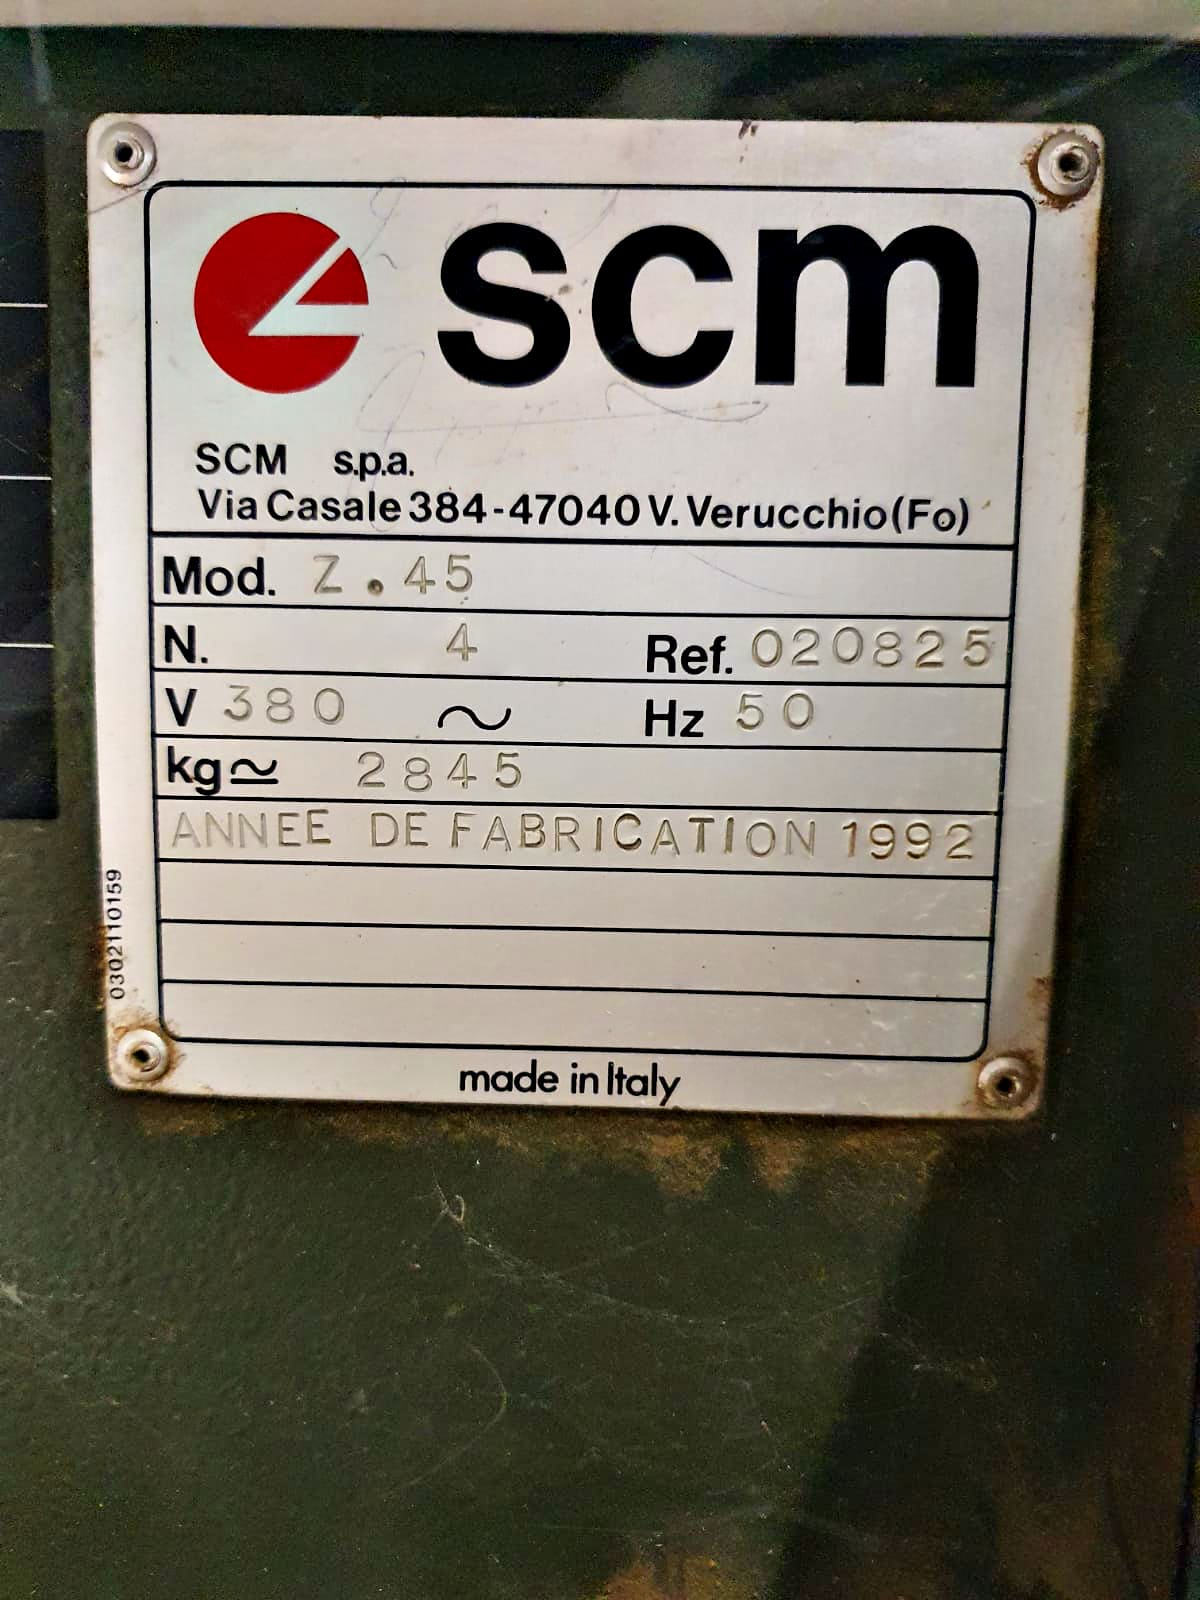 scm
SCM s.p.a.
Via Casale 384-47040 V. Verucchio (Fo)
Mod. Z.45
N. 4 Ref. 020825
V 380 ~ Hz 50
kg≃ 2845
ANNEE DE FABRICATION 1992
0302110159
made in Italy